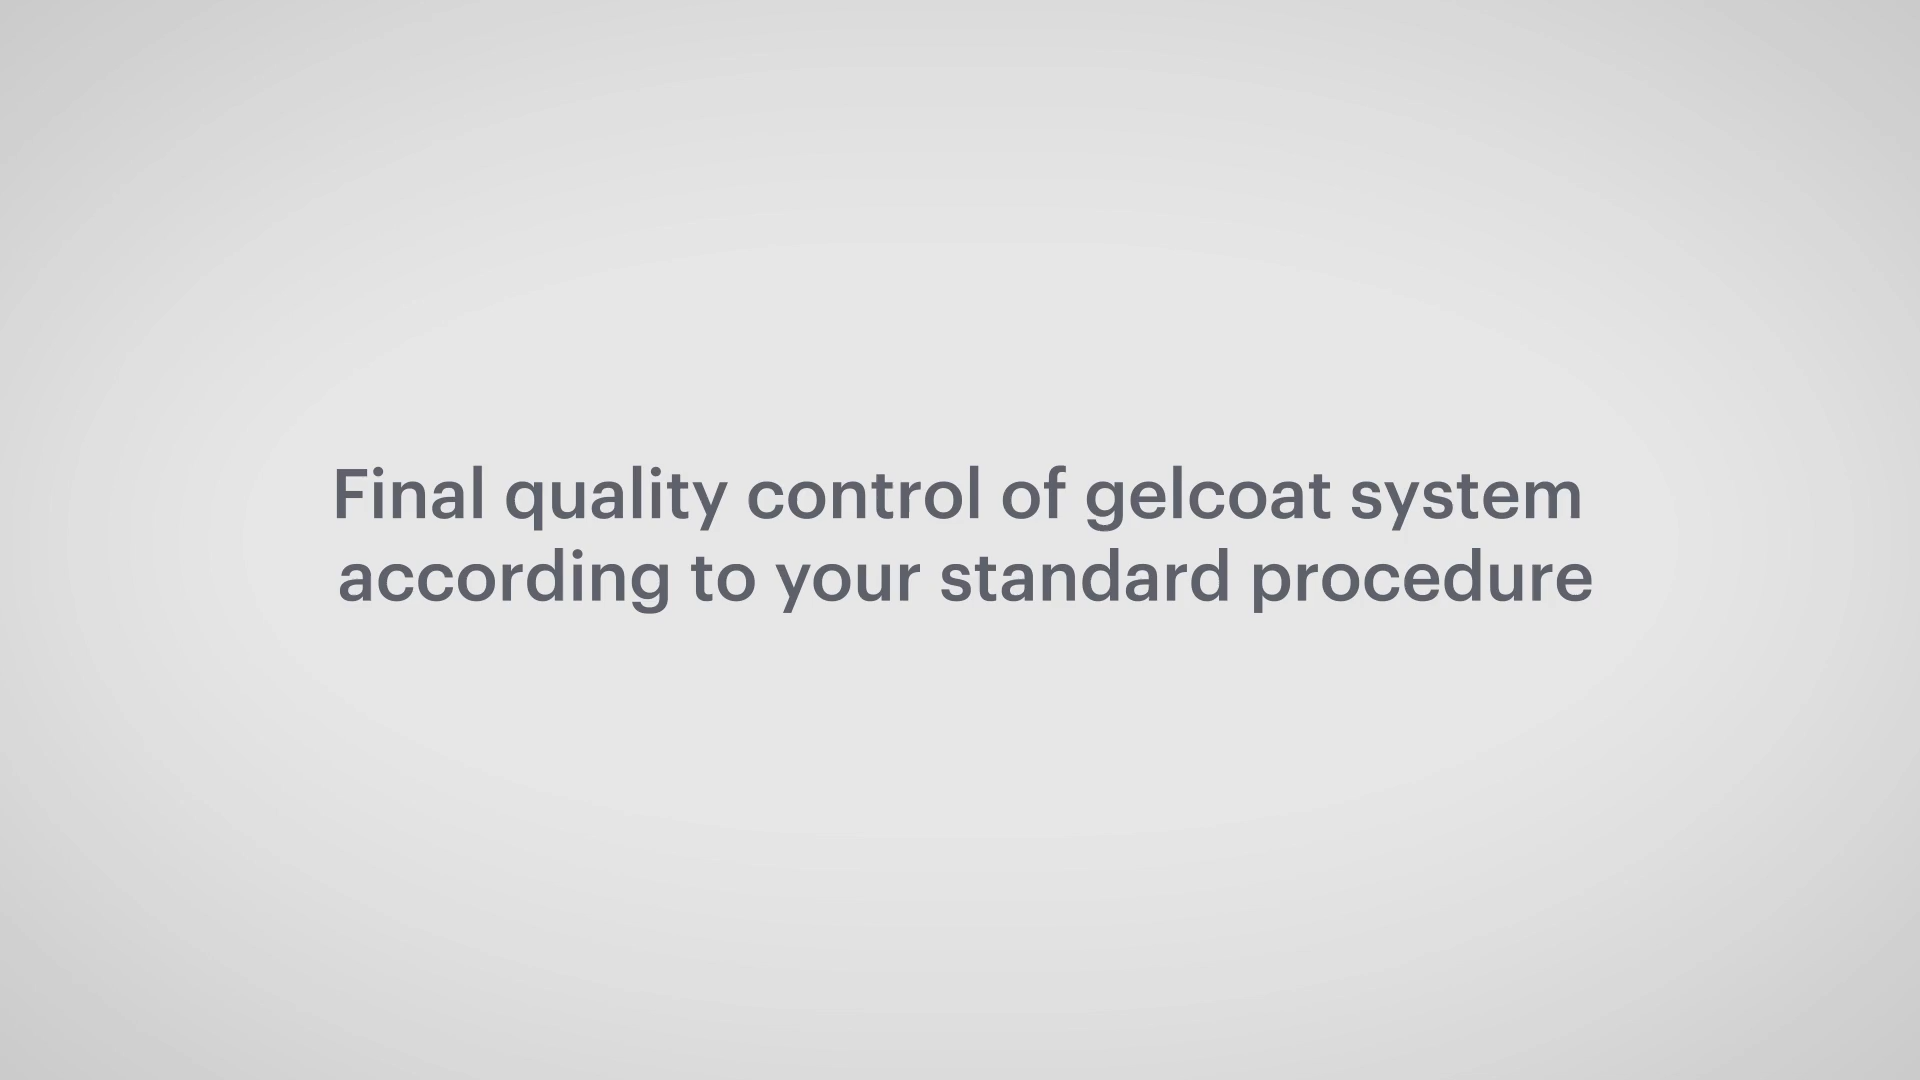 Final quality control of gelcoat system
according to your standard procedure